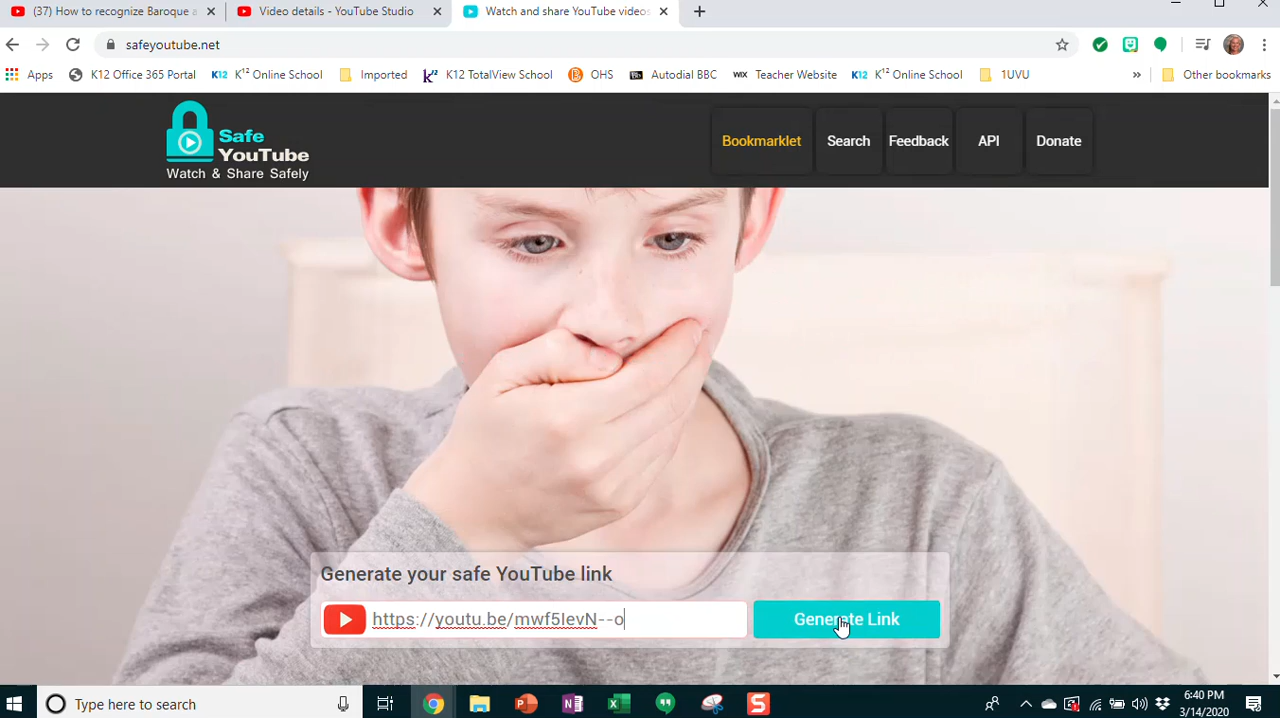 (37) How to recognize Baroque a
Video details - YouTube Studio
Watch and share YouTube videos
safeyoutube.net
Apps
K12 Office 365 Portal
K12 K¹² Online School
Imported
K12 TotalView School
OHS
Autodial BBC
WIX Teacher Website
K12 K¹² Online School
1UVU
»
Other bookmarks
Safe
YouTube
Watch & Share Safely
Bookmarklet
Search
Feedback
API
Donate
Generate your safe YouTube link
https://youtu.be/mwf5IevN--o
Generate Link
Type here to search
6:40 PM
3/14/2020